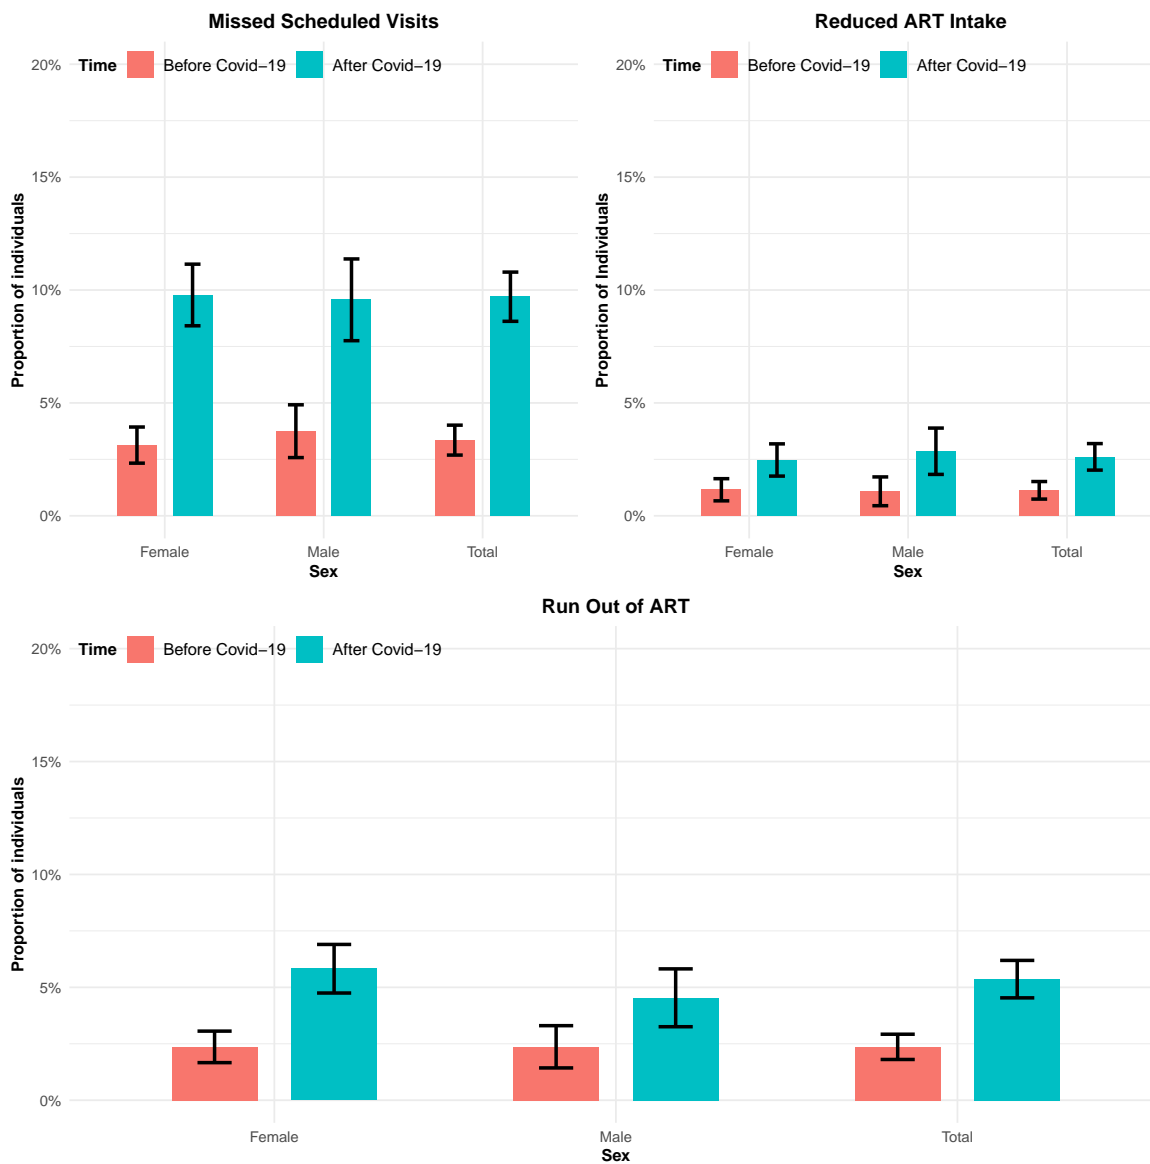 Missed Scheduled Visits
Time Before Covid−19 After Covid−19
20%
15%
10%
5%
0%
Proportion of individuals
Female Male Total
Sex
Reduced ART Intake
Time Before Covid−19 After Covid−19
20%
15%
10%
5%
0%
Proportion of Individuals
Female Male Total
Sex
Run Out of ART
Time Before Covid−19 After Covid−19
20%
15%
10%
5%
0%
Proportion of individuals
Female Male Total
Sex